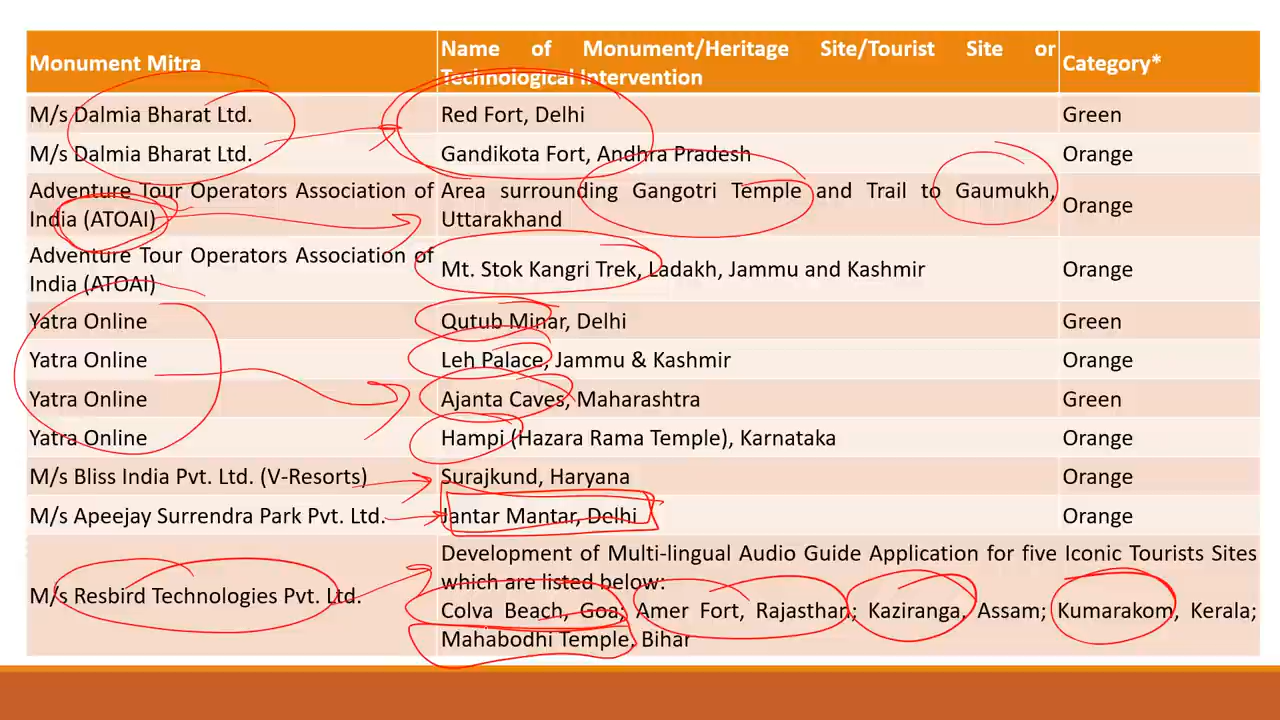 Monument Mitra
Name of Monument/Heritage Site/Tourist Site or
Technological Intervention
Category*
M/s Dalmia Bharat Ltd.
Red Fort, Delhi
Green
M/s Dalmia Bharat Ltd.
Gandikota Fort, Andhra Pradesh
Orange
Adventure Tour Operators Association of
India (ATOAI)
Area surrounding Gangotri Temple and Trail to Gaumukh,
Uttarakhand
Orange
Adventure Tour Operators Association of
India (ATOAI)
Mt. Stok Kangri Trek, Ladakh, Jammu and Kashmir
Orange
Yatra Online
Qutub Minar, Delhi
Green
Yatra Online
Leh Palace, Jammu & Kashmir
Orange
Yatra Online
Ajanta Caves, Maharashtra
Green
Yatra Online
Hampi (Hazara Rama Temple), Karnataka
Orange
M/s Bliss India Pvt. Ltd. (V-Resorts)
Surajkund, Haryana
Orange
M/s Apeejay Surrendra Park Pvt. Ltd.
Jantar Mantar, Delhi
Orange
M/s Resbird Technologies Pvt. Ltd.
Development of Multi-lingual Audio Guide Application for five Iconic Tourists Sites
which are listed below:
Colva Beach, Goa; Amer Fort, Rajasthan; Kaziranga, Assam; Kumarakom, Kerala;
Mahabodhi Temple, Bihar